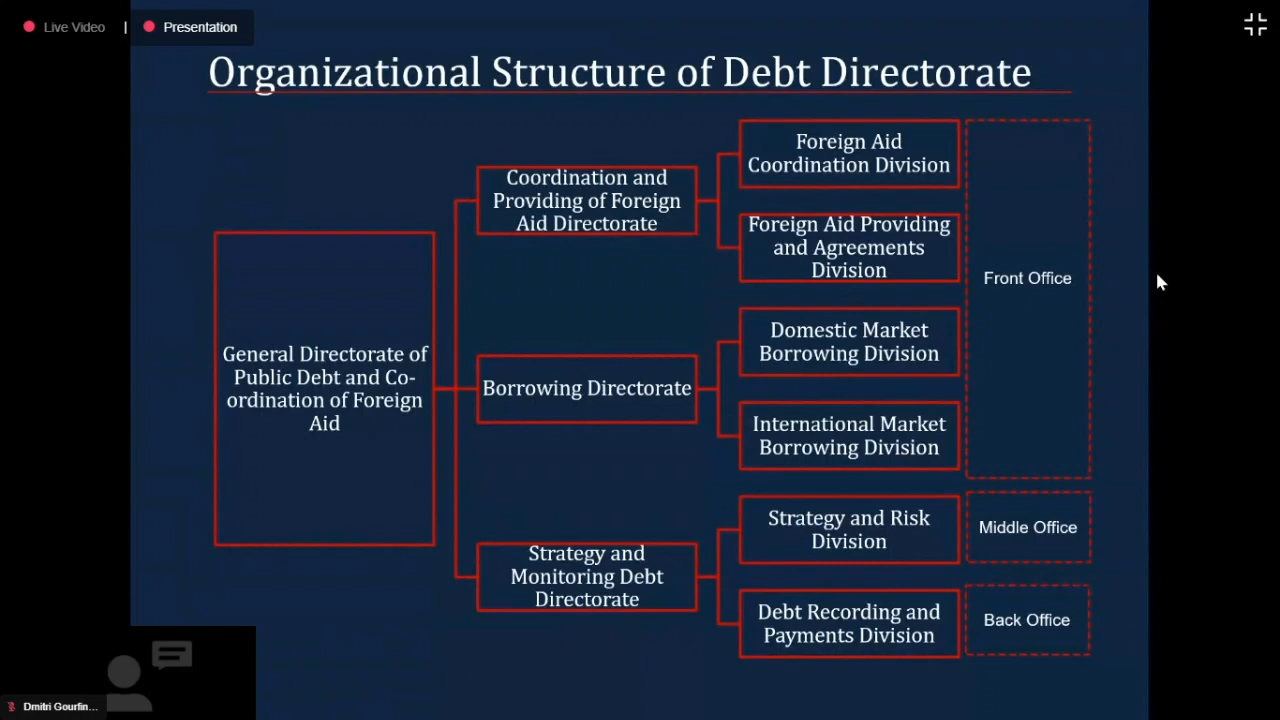 Live Video | Presentation
Organizational Structure of Debt Directorate
General Directorate of
Public Debt and Co-
ordination of Foreign
Aid
Coordination and
Providing of Foreign
Aid Directorate
Foreign Aid
Coordination Division
Foreign Aid Providing
and Agreements
Division
Borrowing Directorate
Domestic Market
Borrowing Division
International Market
Borrowing Division
Front Office
Strategy and
Monitoring Debt
Directorate
Strategy and Risk
Division
Middle Office
Debt Recording and
Payments Division
Back Office
Dmitri Gourfin...